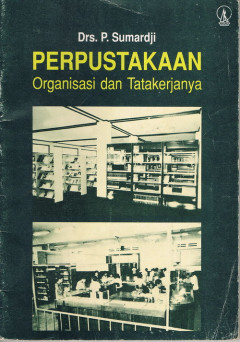 Drs. P. Sumardji
PERPUSTAKAAN
Organisasi dan Tatakerjanya